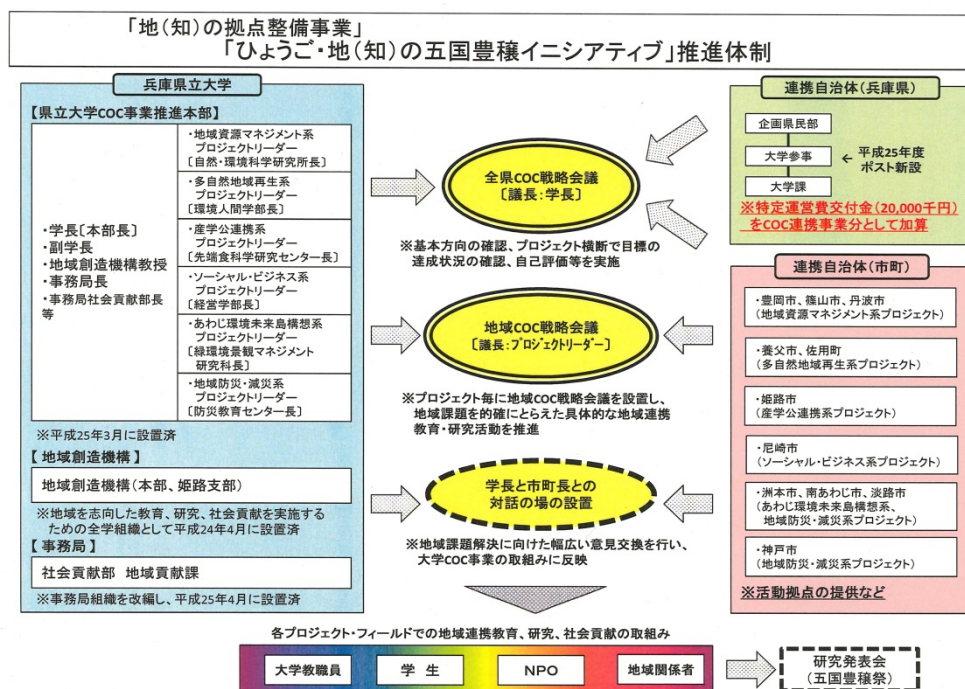 「地(知)の拠点整備事業」
「ひょうご・地(知)の五国豊穣イニシアティブ」推進体制
兵庫県立大学
【県立大学COC事業推進本部】
・学長〔本部長〕
・副学長
・地域創造機構教授
・事務局長
・事務局社会貢献部長
等
・地域資源マネジメント系
プロジェクトリーダー
〔自然・環境科学研究所長〕
・多自然地域再生系
プロジェクトリーダー
〔環境人間学部長〕
・産学公連携系
プロジェクトリーダー
〔先端食科学研究センター長〕
・ソーシャル・ビジネス系
プロジェクトリーダー
〔経営学部長〕
・あわじ環境未来島構想系
プロジェクトリーダー
〔緑環境景観マネジメント
研究科長〕
・地域防災・減災系
プロジェクトリーダー
〔防災教育センター長〕
※平成25年3月に設置済
【 地域創造機構 】
地域創造機構(本部、姫路支部)
※地域を志向した教育、研究、社会貢献を実施する
ための全学組織として平成24年4月に設置済
【 事務局 】
社会貢献部 地域貢献課
※事務局組織を改編し、平成25年4月に設置済
全県COC戦略会議
〔議長:学長〕
※基本方向の確認、プロジェクト横断で目標の
達成状況の確認、自己評価等を実施
地域COC戦略会議
〔議長:プロジェクトリーダー〕
※プロジェクト毎に地域COC戦略会議を設置し、
地域課題を的確にとらえた具体的な地域連携
教育・研究活動を推進
学長と市町長との
対話の場の設置
※地域課題解決に向けた幅広い意見交換を行い、
大学COC事業の取組みに反映
連携自治体(兵庫県)
企画県民部
大学参事
大学課
← 平成25年度
ポスト新設
※特定運営費交付金(20,000千円)
をCOC連携事業分として加算
連携自治体(市町)
・豊岡市、篠山市、丹波市
(地域資源マネジメント系プロジェクト)
・養父市、佐用町
(多自然地域再生系プロジェクト)
・姫路市
(産学公連携系プロジェクト)
・尼崎市
(ソーシャル・ビジネス系プロジェクト)
・洲本市、南あわじ市、淡路市
(あわじ環境未来島構想系、
地域防災・減災系プロジェクト)
・神戸市
(地域防災・減災系プロジェクト)
※活動拠点の提供など
各プロジェクト・フィールドでの地域連携教育、研究、社会貢献の取組み
大学教職員
学 生
NPO
地域関係者
研究発表会
(五国豊穣祭)